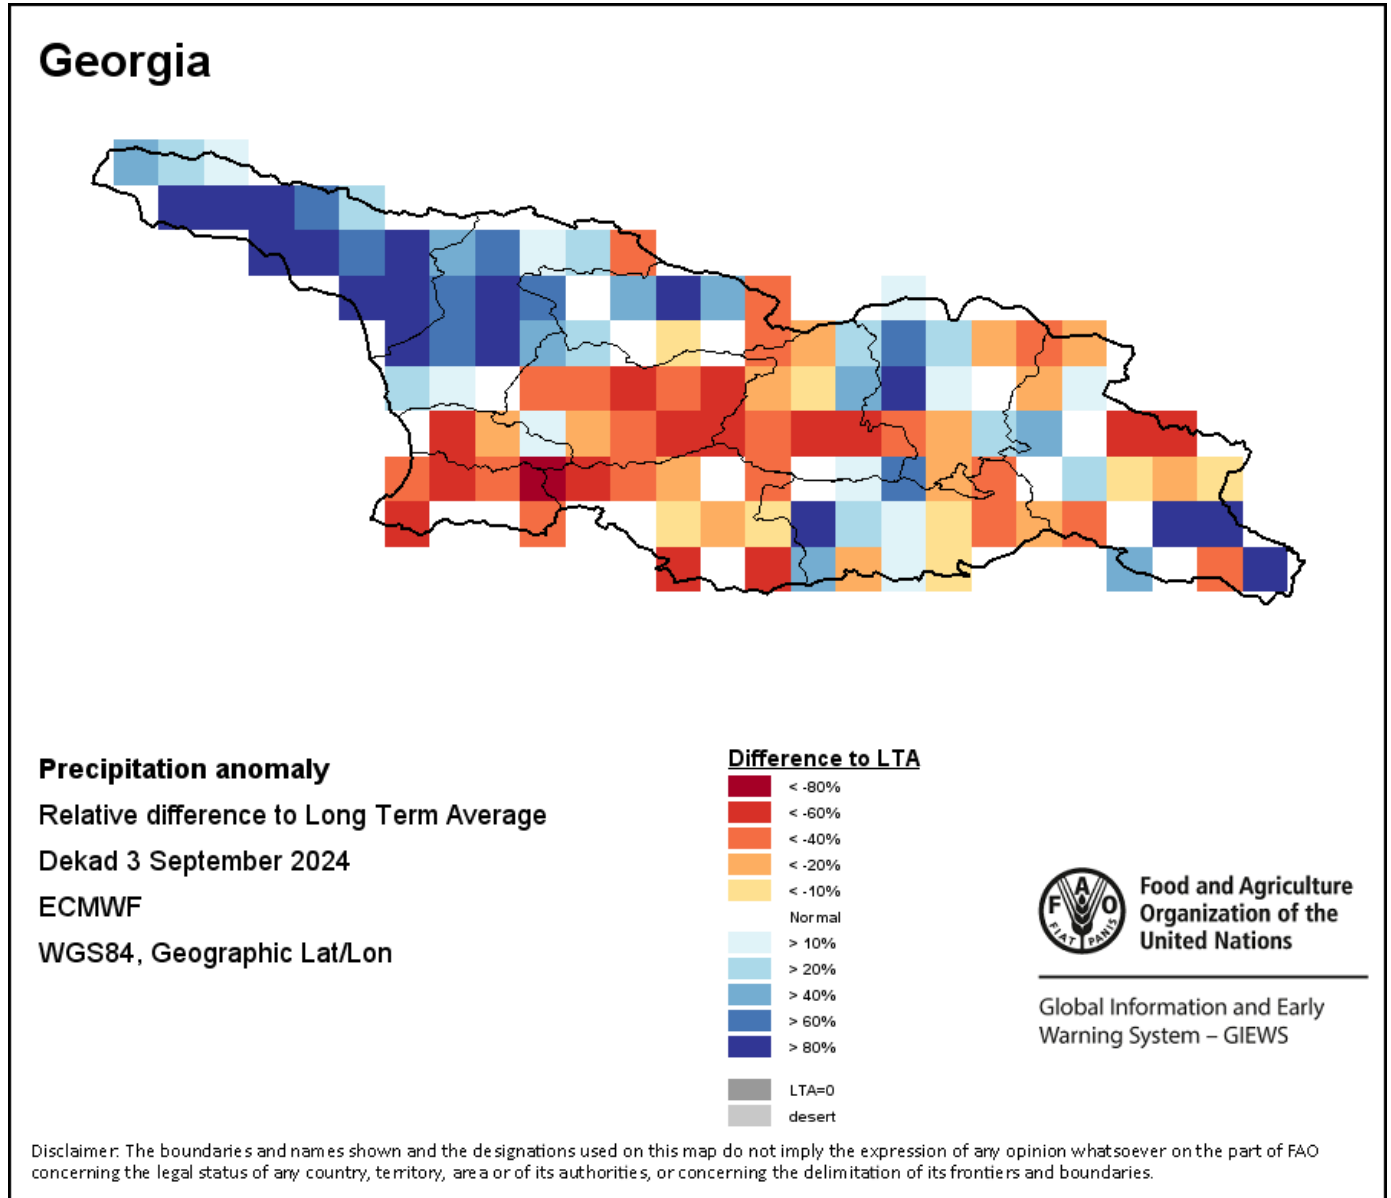 Georgia
Precipitation anomaly
Relative difference to Long Term Average
Dekad 3 September 2024
ECMWF
WGS84, Geographic Lat/Lon
Difference to LTA
< -80%
< -60%
< -40%
< -20%
< -10%
Normal
> 10%
> 20%
> 40%
> 60%
> 80%
LTA=0
desert
F A O
FIAT PANIS
Food and Agriculture
Organization of the
United Nations
Global Information and Early
Warning System – GIEWS
Disclaimer: The boundaries and names shown and the designations used on this map do not imply the expression of any opinion whatsoever on the part of FAO
concerning the legal status of any country, territory, area or of its authorities, or concerning the delimitation of its frontiers and boundaries.